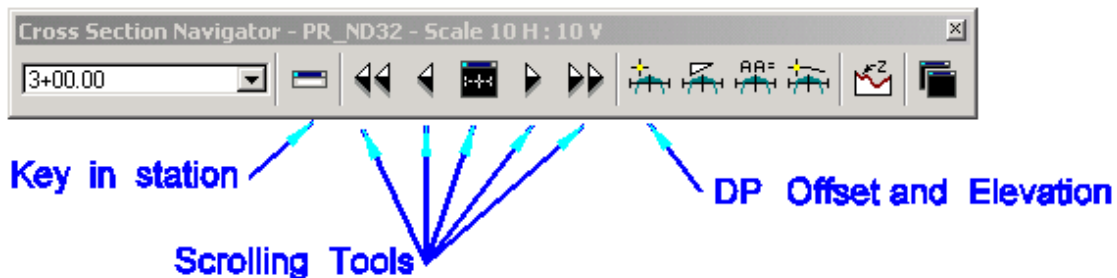 Cross Section Navigator - PR_ND32 - Scale 10 H : 10 V
3+00.00
AA=
Z
Key in station
DP Offset and Elevation
Scrolling Tools